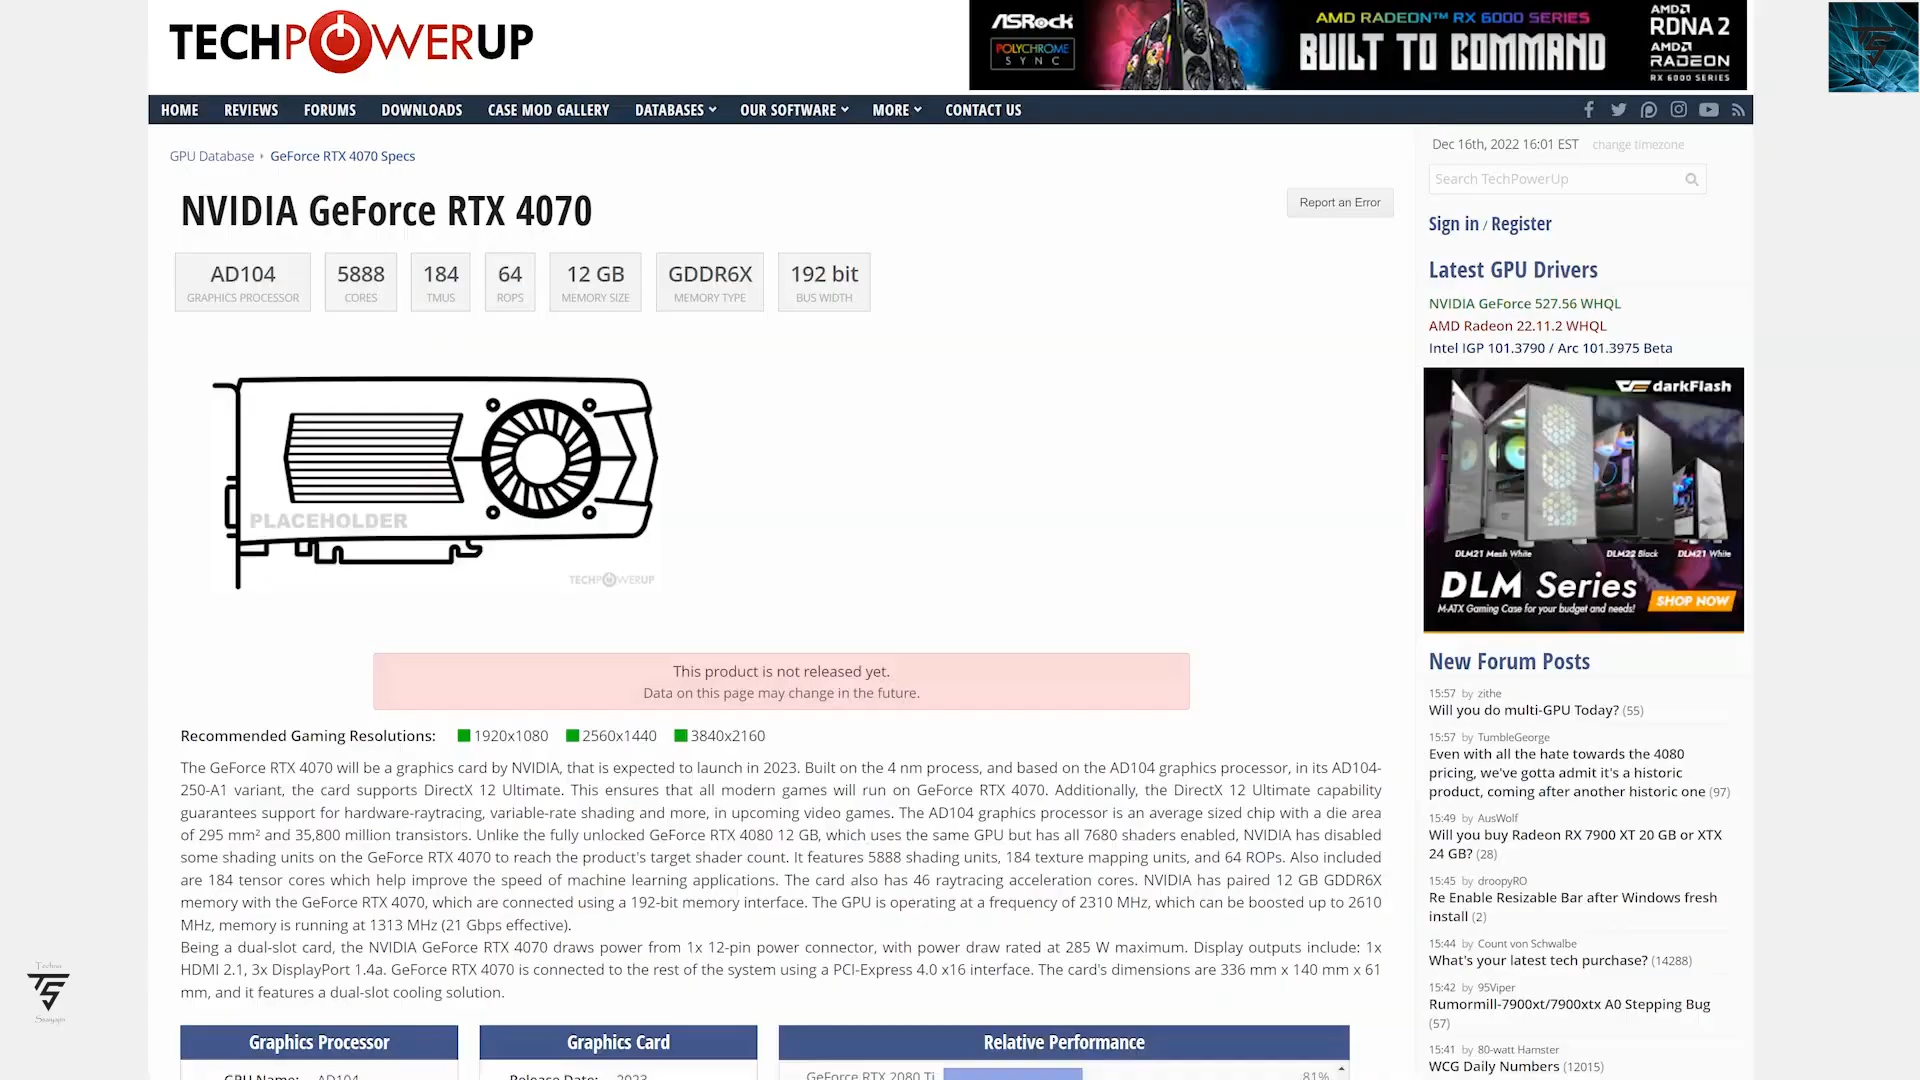 TECHPOWERUP
ASRock
POLYCHROME
SYNC
AMD RADEON™ RX 6000 SERIES
BUILT TO COMMAND
AMD
RDNA 2
AMD
RADEON
RX 6000 SERIES
HOME REVIEWS FORUMS DOWNLOADS CASE MOD GALLERY DATABASES OUR SOFTWARE MORE CONTACT US
GPU Database GeForce RTX 4070 Specs
NVIDIA GeForce RTX 4070
Report an Error
AD104 5888 184 64 12 GB GDDR6X 192 bit
GRAPHICS PROCESSOR CORES TMUS ROPS MEMORY SIZE MEMORY TYPE BUS WIDTH
PLACEHOLDER
TECHPOWERUP
This product is not released yet.
Data on this page may change in the future.
Recommended Gaming Resolutions: 1920x1080 2560x1440 3840x2160
The GeForce RTX 4070 will be a graphics card by NVIDIA, that is expected to launch in 2023. Built on the 4 nm process, and based on the AD104 graphics processor, in its AD104-
250-A1 variant, the card supports DirectX 12 Ultimate. This ensures that all modern games will run on GeForce RTX 4070. Additionally, the DirectX 12 Ultimate capability
guarantees support for hardware-raytracing, variable-rate shading and more, in upcoming video games. The AD104 graphics processor is an average sized chip with a die area
of 295 mm² and 35,800 million transistors. Unlike the fully unlocked GeForce RTX 4080 12 GB, which uses the same GPU but has all 7680 shaders enabled, NVIDIA has disabled
some shading units on the GeForce RTX 4070 to reach the product's target shader count. It features 5888 shading units, 184 texture mapping units, and 64 ROPs. Also included
are 184 tensor cores which help improve the speed of machine learning applications. The card also has 46 raytracing acceleration cores. NVIDIA has paired 12 GB GDDR6X
memory with the GeForce RTX 4070, which are connected using a 192-bit memory interface. The GPU is operating at a frequency of 2310 MHz, which can be boosted up to 2610
MHz, memory is running at 1313 MHz (21 Gbps effective).
Being a dual-slot card, the NVIDIA GeForce RTX 4070 draws power from 1x 12-pin power connector, with power draw rated at 285 W maximum. Display outputs include: 1x
HDMI 2.1, 3x DisplayPort 1.4a. GeForce RTX 4070 is connected to the rest of the system using a PCI-Express 4.0 x16 interface. The card's dimensions are 336 mm x 140 mm x 61
mm, and it features a dual-slot cooling solution.
Graphics Processor Graphics Card Relative Performance
GPU Name: AD104 Release Date: 2023 GeForce RTX 2080 Ti 81%
Dec 16th, 2022 16:01 EST change timezone
Search TechPowerUp
Sign in / Register
Latest GPU Drivers
NVIDIA GeForce 527.56 WHQL
AMD Radeon 22.11.2 WHQL
Intel IGP 101.3790 / Arc 101.3975 Beta
darkFlash
DLM21 Mesh White DLM22 Black DLM21 White
DLM Series
M-ATX Gaming Case for your budget and needs! SHOP NOW
New Forum Posts
15:57 by zithe
Will you do multi-GPU Today? (55)
15:57 by TumbleGeorge
Even with all the hate towards the 4080
pricing, we've gotta admit it's a historic
product, coming after another historic one (97)
15:49 by AusWolf
Will you buy Radeon RX 7900 XT 20 GB or XTX
24 GB? (28)
15:45 by droopyRO
Re Enable Resizable Bar after Windows fresh
install (2)
15:44 by Count von Schwalbe
What's your latest tech purchase? (14288)
15:42 by 95Viper
Rumormill-7900xt/7900xtx A0 Stepping Bug
(57)
15:41 by 80-watt Hamster
WCG Daily Numbers (12015)